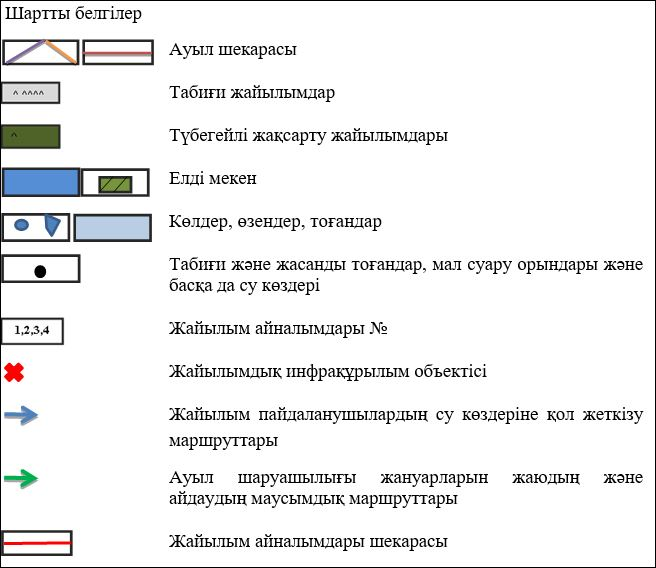 Шартты белгілер
Ауыл шекарасы
^ ^^^^ Табиғи жайылымдар
^ Түбегейлі жақсарту жайылымдары
Елді мекен
Көлдер, өзендер, тоғандар
Табиғи және жасанды тоғандар, мал суару орындары және
басқа да су көздері
1,2,3,4 Жайылым айналымдары №
Жайылымдық инфрақұрылым объектісі
Жайылым пайдаланушылардың су көздеріне қол жеткізу
маршруттары
Ауыл шаруашылығы жануарларын жаюдың және
айдаудың маусымдық маршруттары
Жайылым айналымдары шекарасы